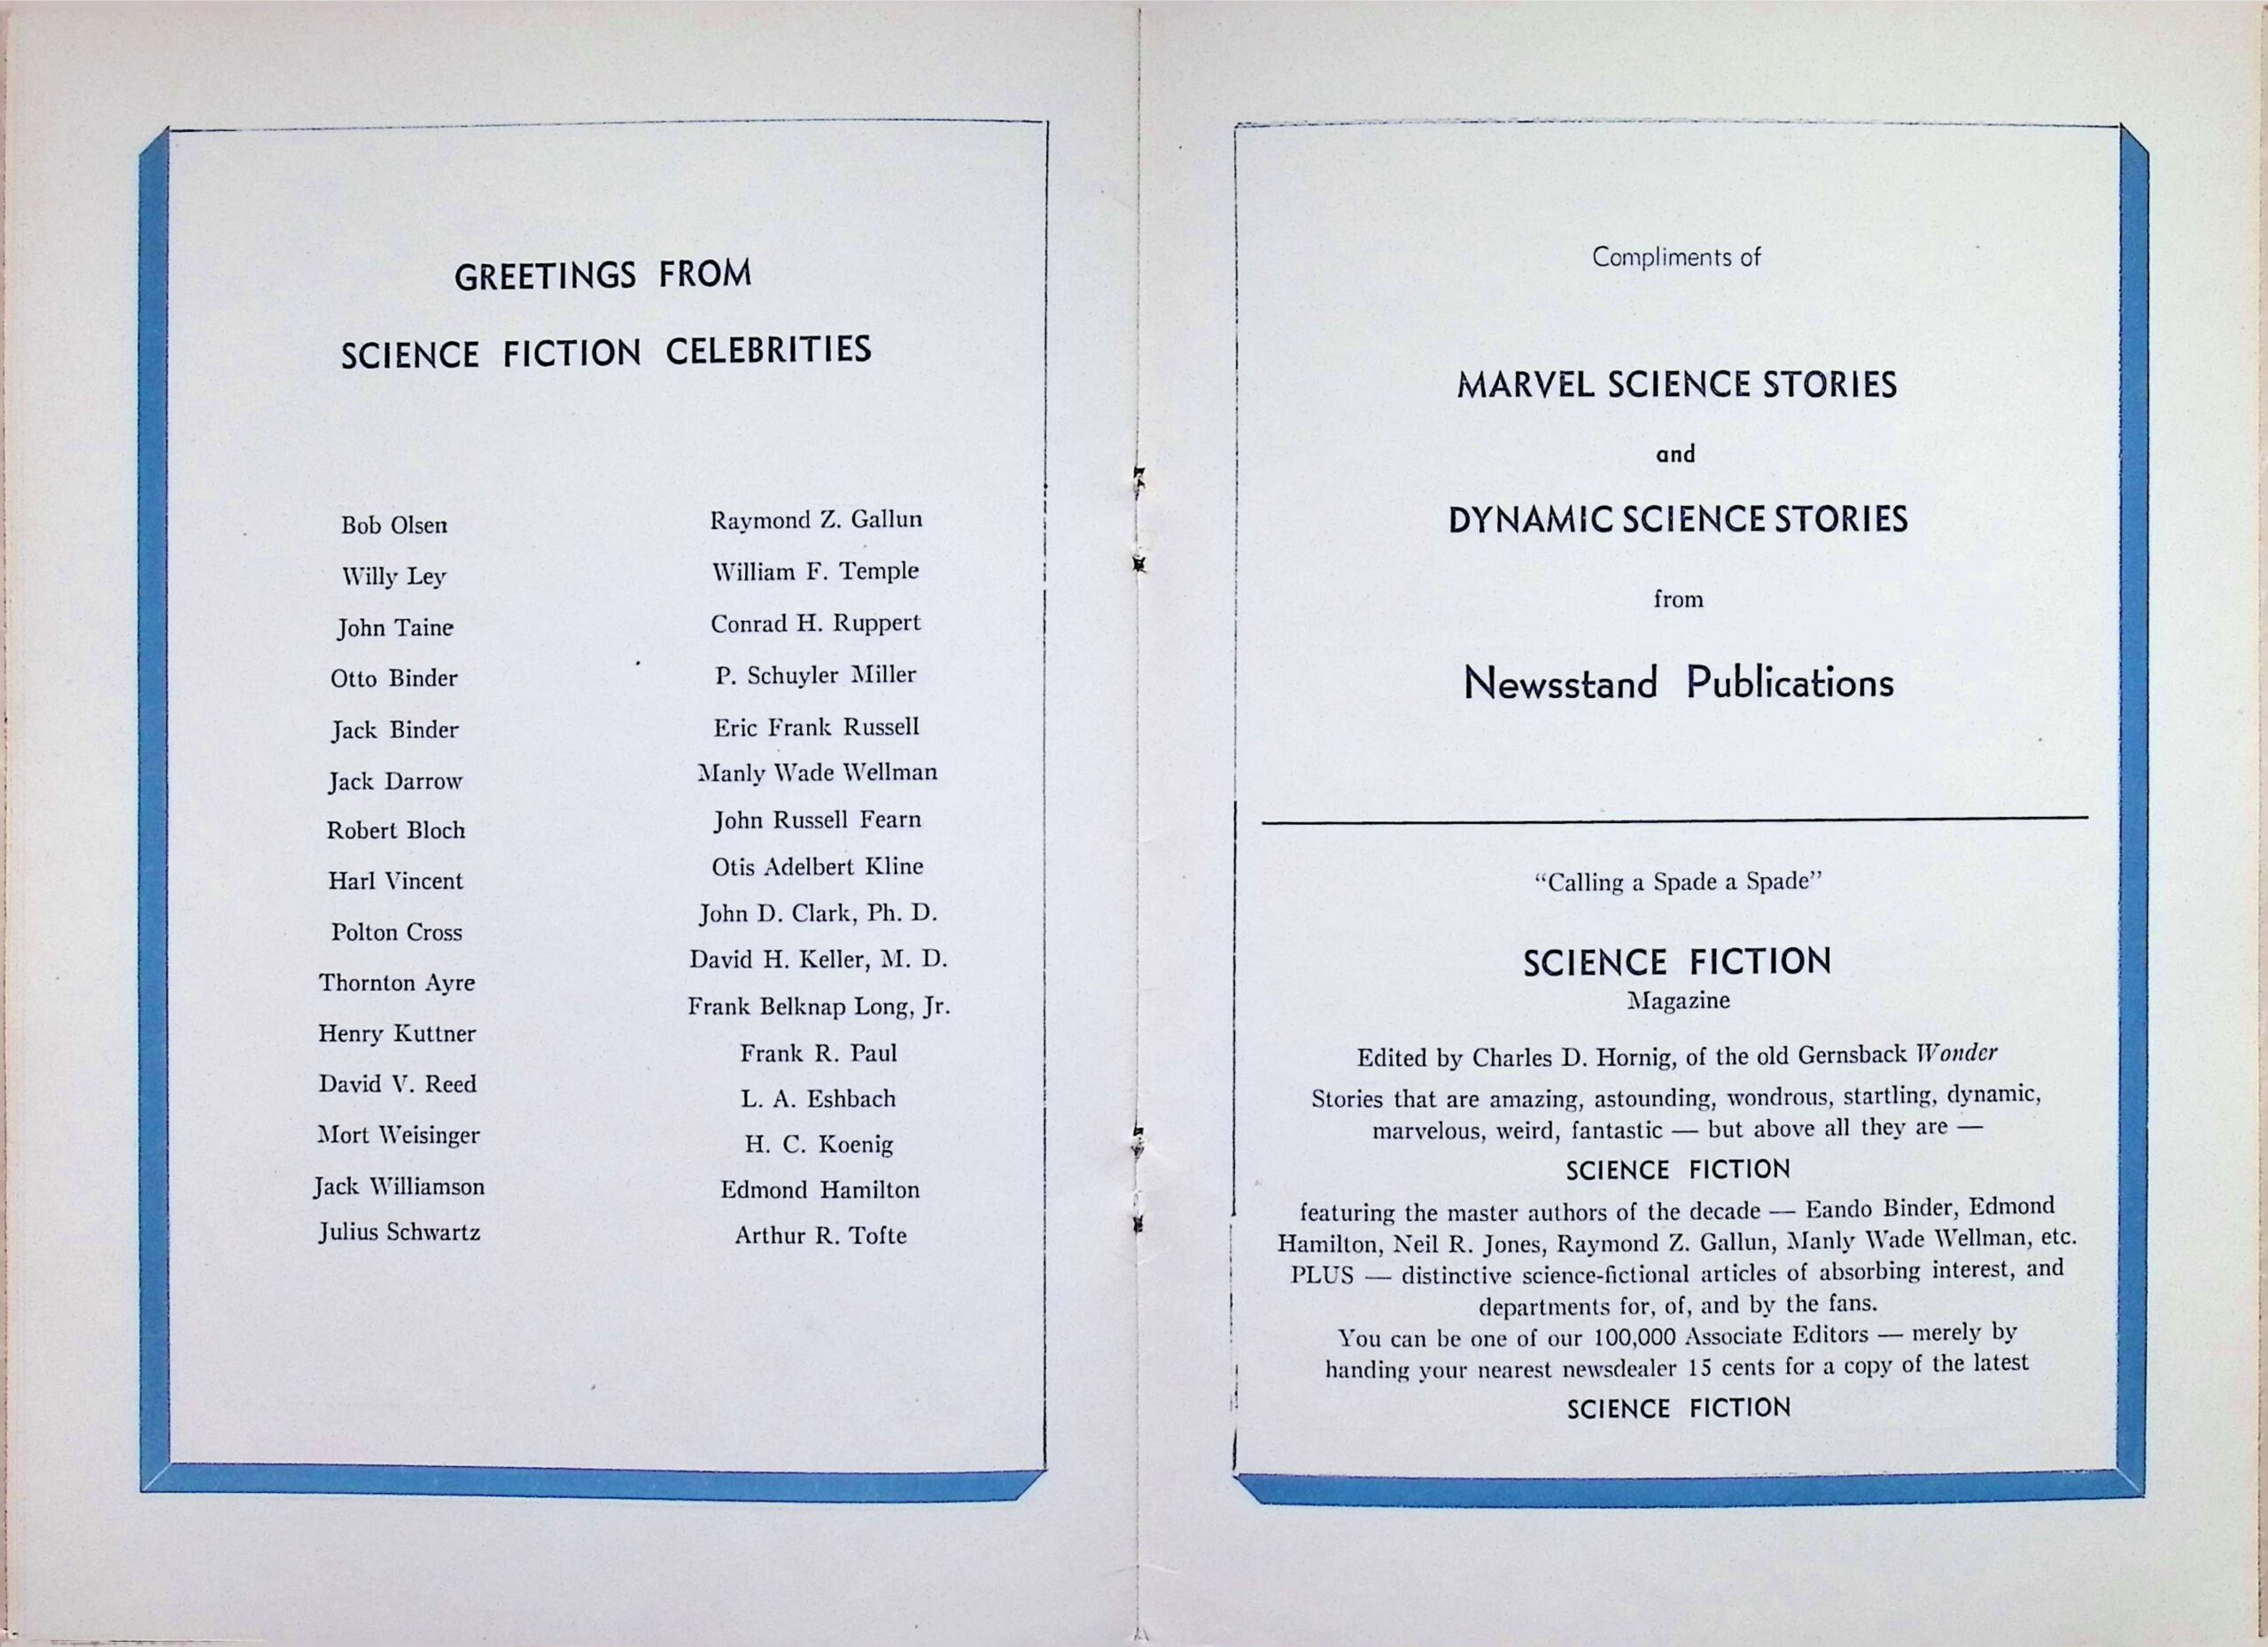 GREETINGS FROM
SCIENCE FICTION CELEBRITIES
Bob Olsen
Willy Ley
John Taine
Otto Binder
Jack Binder
Jack Darrow
Robert Bloch
Harl Vincent
Polton Cross
Thornton Ayre
Henry Kuttner
David V. Reed
Mort Weisinger
Jack Williamson
Julius Schwartz
Raymond Z. Gallun
William F. Temple
Conrad H. Ruppert
P. Schuyler Miller
Eric Frank Russell
Manly Wade Wellman
John Russell Fearn
Otis Adelbert Kline
John D. Clark, Ph. D.
David H. Keller, M. D.
Frank Belknap Long, Jr.
Frank R. Paul
L. A. Eshbach
H. C. Koenig
Edmond Hamilton
Arthur R. Tofte
Compliments of
MARVEL SCIENCE STORIES
and
DYNAMIC SCIENCE STORIES
from
Newsstand Publications
“Calling a Spade a Spade”
SCIENCE FICTION
Magazine
Edited by Charles D. Hornig, of the old Gernsback Wonder
Stories that are amazing, astounding, wondrous, startling, dynamic,
marvelous, weird, fantastic — but above all they are —
SCIENCE FICTION
featuring the master authors of the decade — Eando Binder, Edmond
Hamilton, Neil R. Jones, Raymond Z. Gallun, Manly Wade Wellman, etc.
PLUS — distinctive science-fictional articles of absorbing interest, and
departments for, of, and by the fans.
You can be one of our 100,000 Associate Editors — merely by
handing your nearest newsdealer 15 cents for a copy of the latest
SCIENCE FICTION